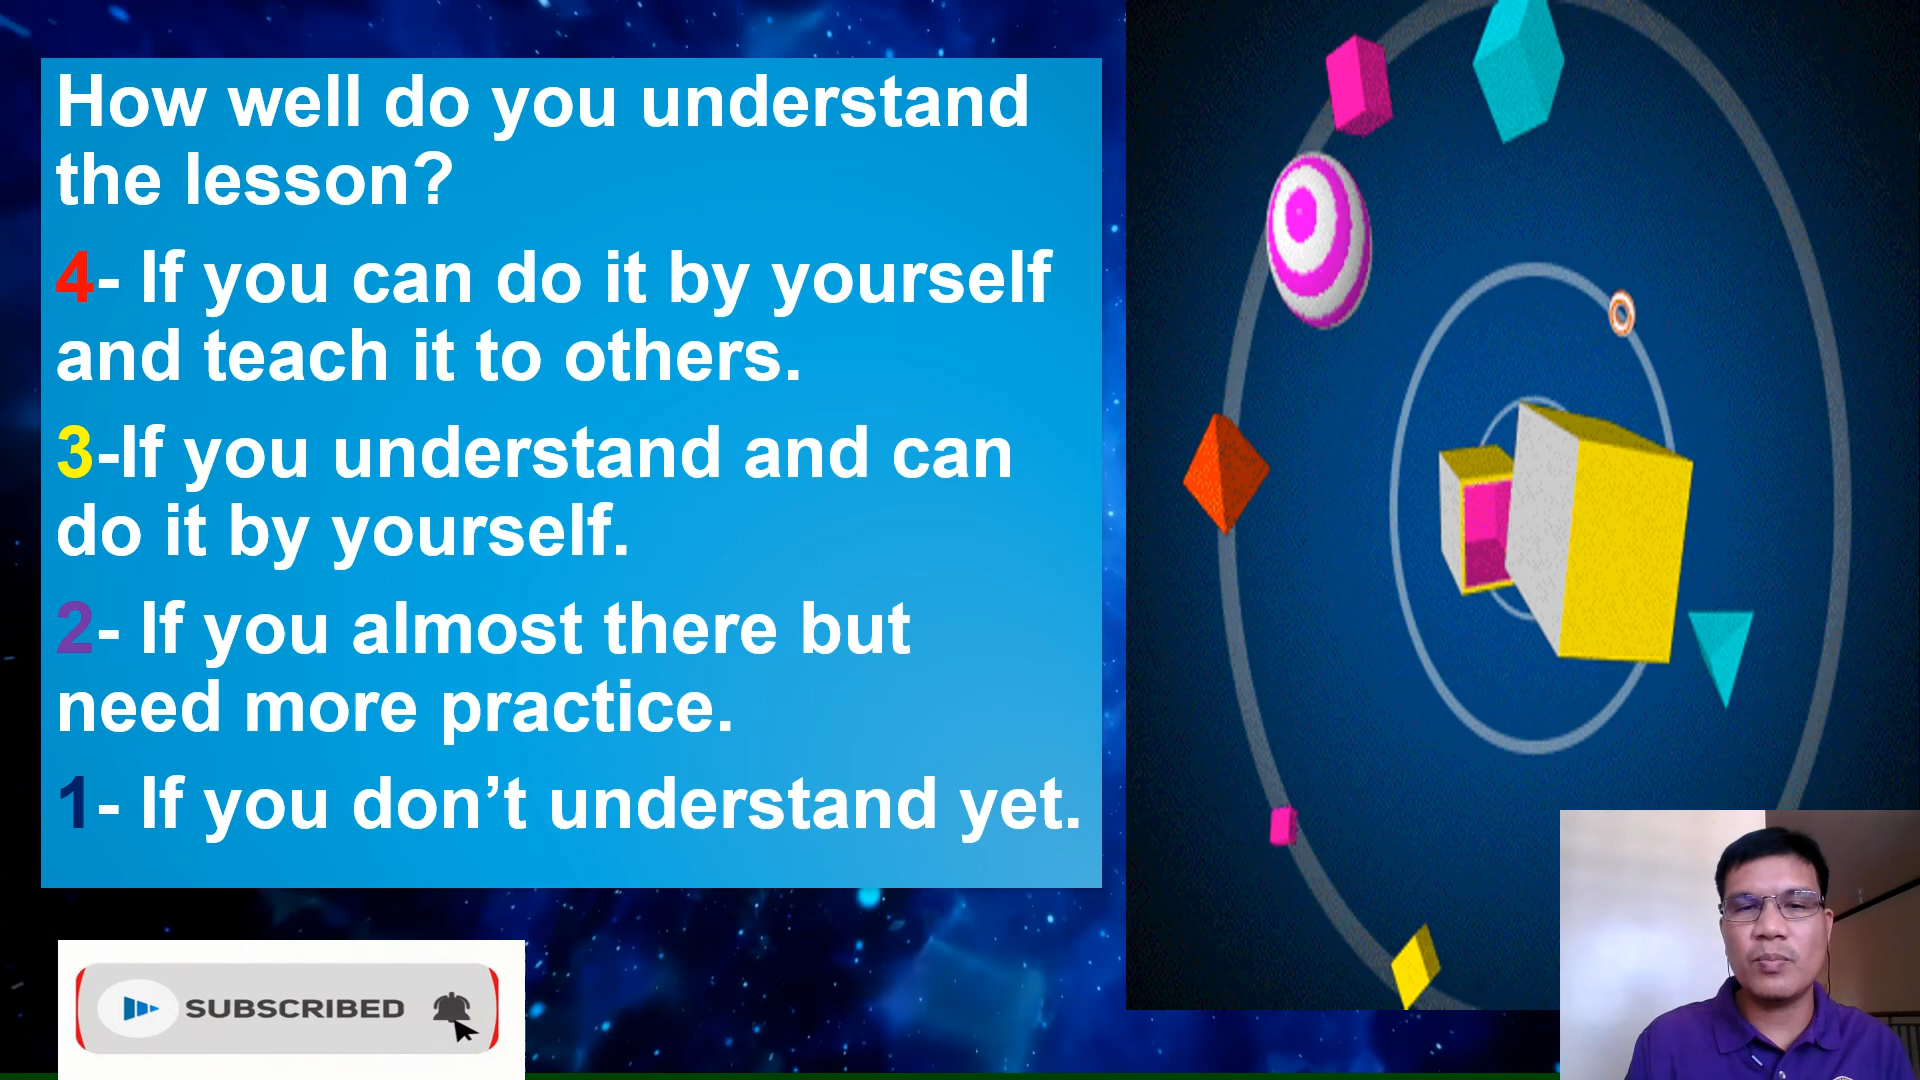 How well do you understand
the lesson?
4- If you can do it by yourself
and teach it to others.
3-If you understand and can
do it by yourself.
2- If you almost there but
need more practice.
1- If you don’t understand yet.
SUBSCRIBED